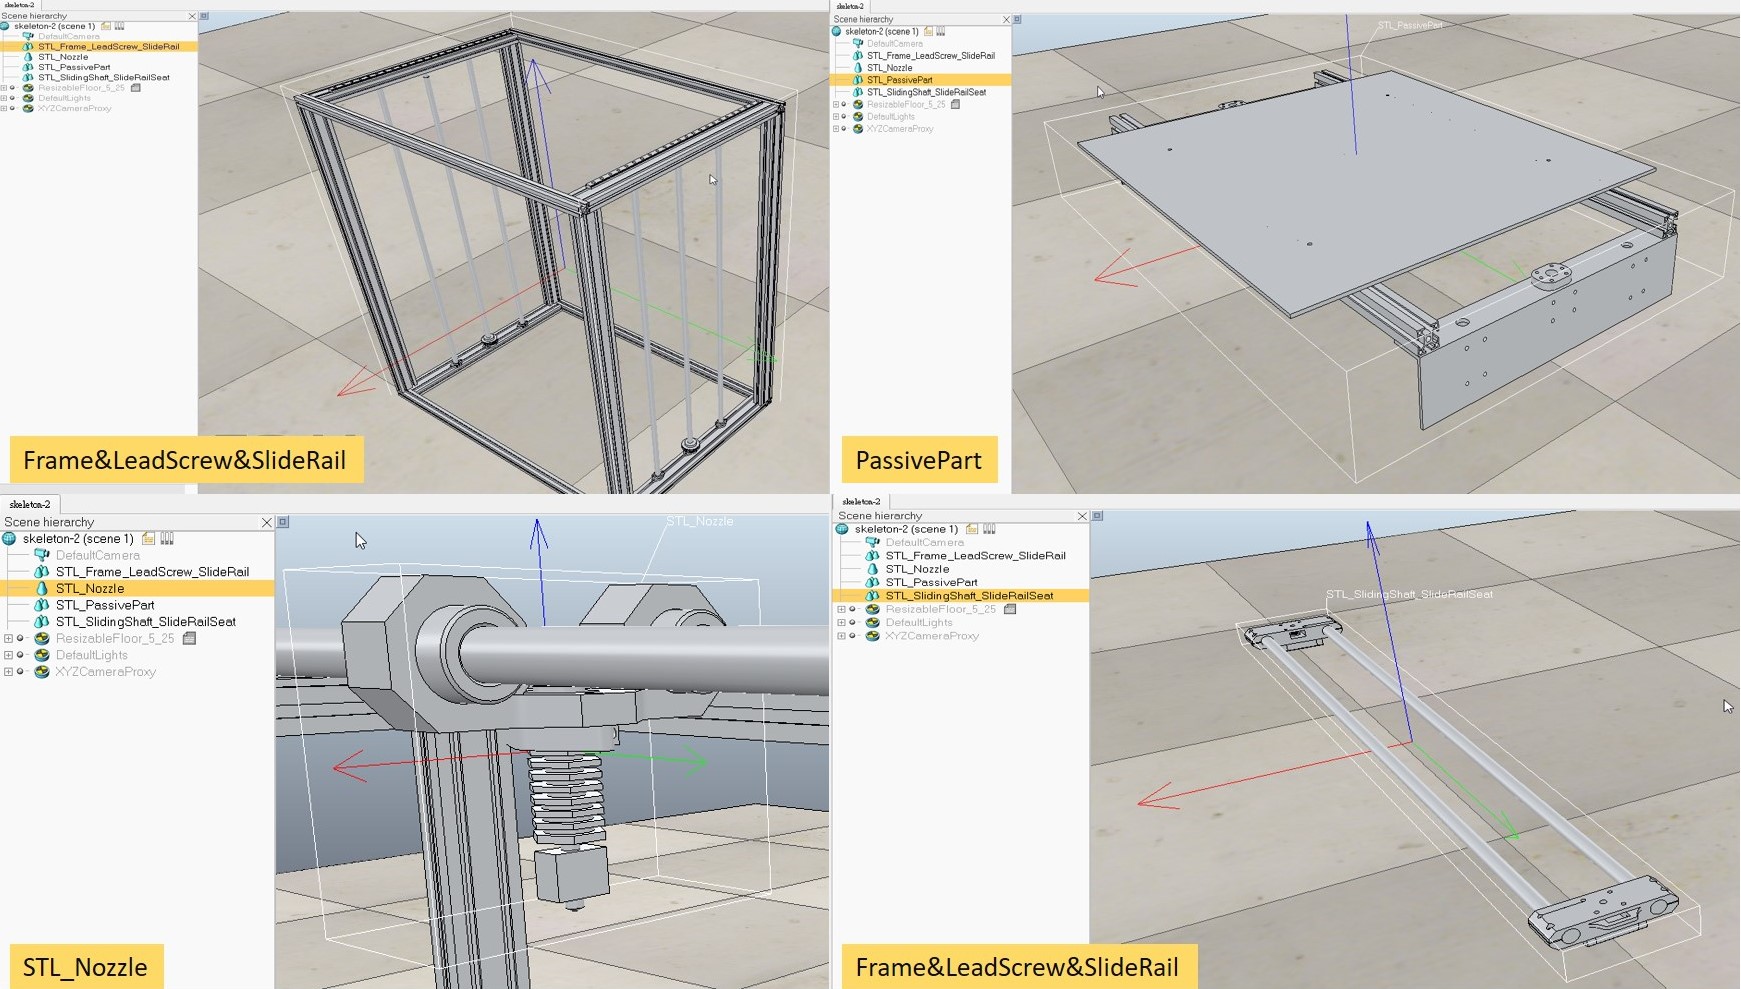 skeleton-2
Scene hierarchy
skeleton-2 (scene 1)
DefaultCamera
STL_Frame_LeadScrew_SlideRail
STL_Nozzle
STL_PassivePart
STL_SlidingShaft_SlideRailSeat
ResizableFloor_5_25
DefaultLights
XYZCameraProxy
Frame&LeadScrew&SlideRail
skeleton-2
Scene hierarchy
skeleton-2 (scene 1)
DefaultCamera
STL_Frame_LeadScrew_SlideRail
STL_Nozzle
STL_PassivePart
STL_SlidingShaft_SlideRailSeat
ResizableFloor_5_25
DefaultLights
XYZCameraProxy
STL_PassivePart
PassivePart
skeleton-2
Scene hierarchy
skeleton-2 (scene 1)
DefaultCamera
STL_Frame_LeadScrew_SlideRail
STL_Nozzle
STL_PassivePart
STL_SlidingShaft_SlideRailSeat
ResizableFloor_5_25
DefaultLights
XYZCameraProxy
STL_Nozzle
STL_Nozzle
skeleton-2
Scene hierarchy
skeleton-2 (scene 1)
DefaultCamera
STL_Frame_LeadScrew_SlideRail
STL_Nozzle
STL_PassivePart
STL_SlidingShaft_SlideRailSeat
ResizableFloor_5_25
DefaultLights
XYZCameraProxy
STL_SlidingShaft_SlideRailSeat
Frame&LeadScrew&SlideRail